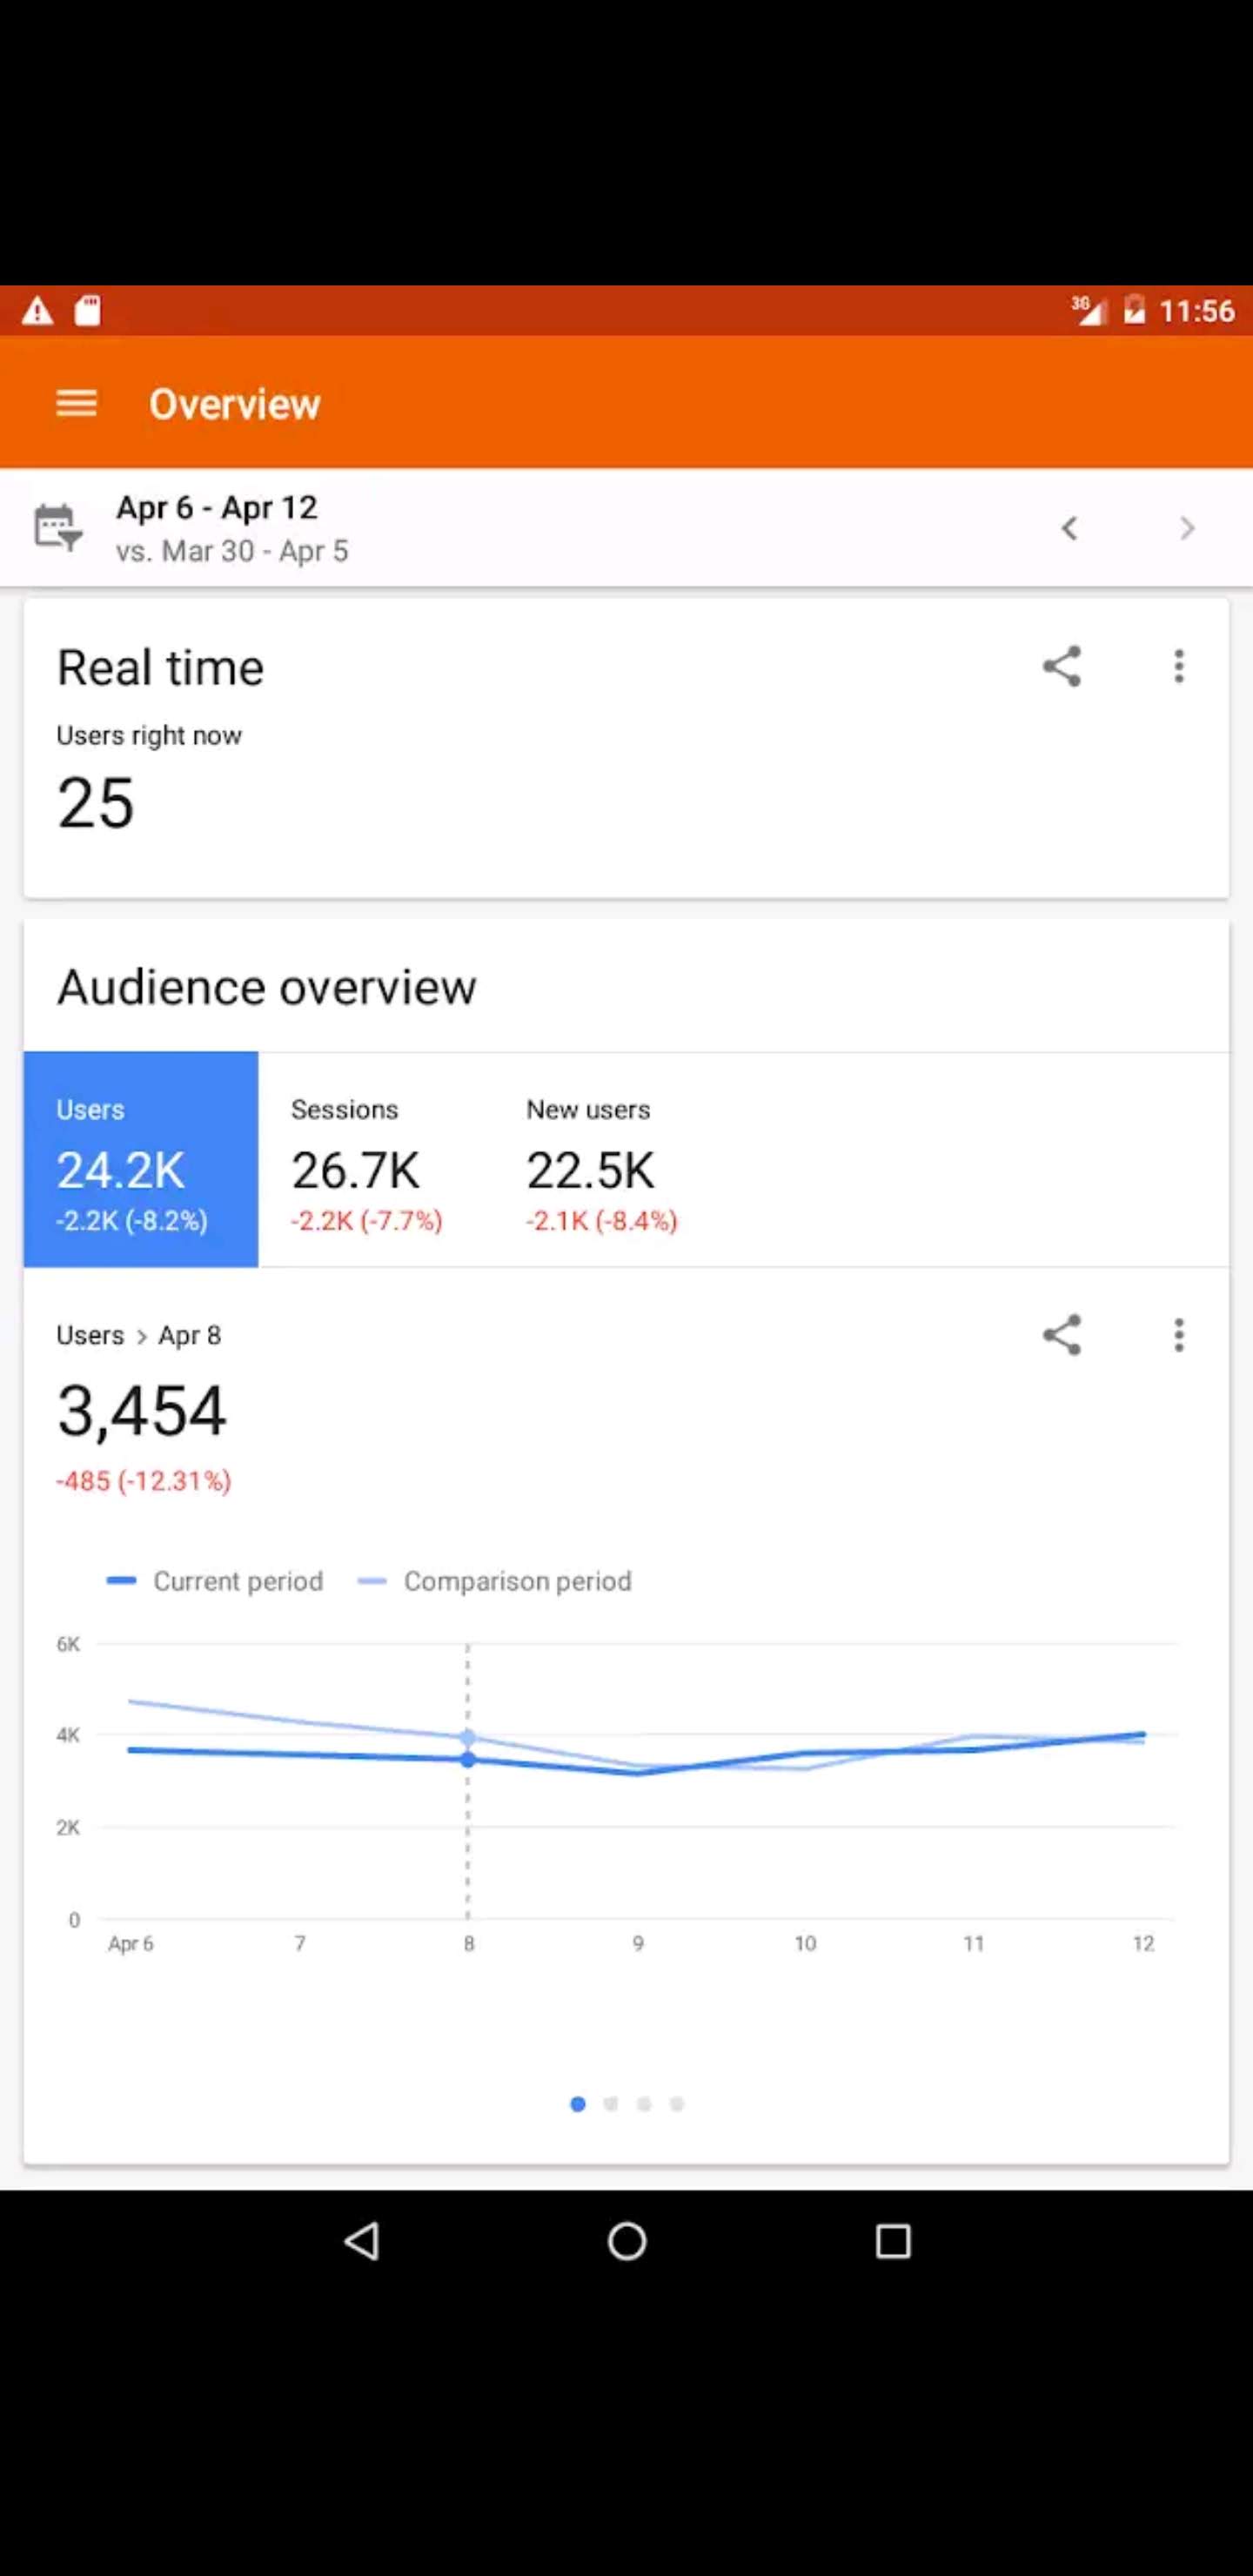 3G 11:56
Overview
Apr 6 - Apr 12
vs. Mar 30 - Apr 5
Real time
Users right now
25
Audience overview
Users Sessions New users
24.2K 26.7K 22.5K
-2.2K (-8.2%) -2.2K (-7.7%) -2.1K (-8.4%)
Users > Apr 8
3,454
-485 (-12.31%)
Current period Comparison period
6K
4K
2K
0
Apr 6 7 8 9 10 11 12